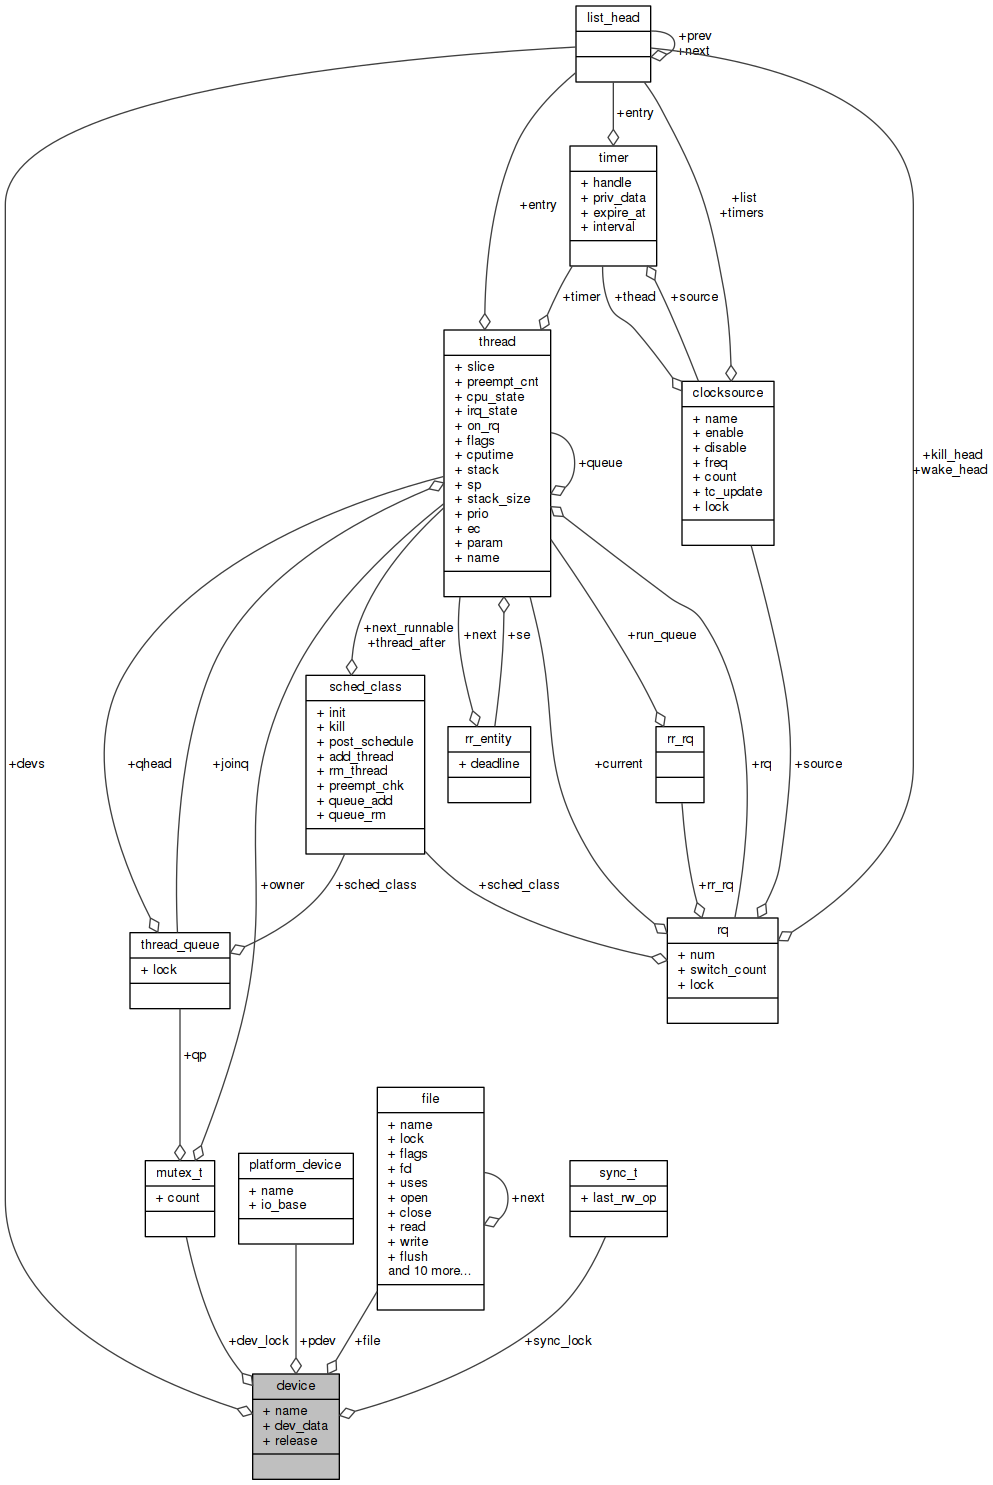 list_head
+prev
+next
+entry
timer
+ handle
+ priv_data
+ expire_at
+ interval
+entry
+list
+timers
+timer
+thead
+source
thread
+ slice
+ preempt_cnt
+ cpu_state
+ irq_state
+ on_rq
+ flags
+ cputime
+ stack
+ sp
+ stack_size
+ prio
+ ec
+ param
+ name
+queue
clocksource
+ name
+ enable
+ disable
+ freq
+ count
+ tc_update
+ lock
+kill_head
+wake_head
+next_runnable
+thread_after
+next
+se
+run_queue
sched_class
+ init
+ kill
+ post_schedule
+ add_thread
+ rm_thread
+ preempt_chk
+ queue_add
+ queue_rm
rr_entity
+ deadline
rr_rq
+devs
+qhead
+joinq
+current
+rq
+source
+owner
+sched_class
+sched_class
+rr_rq
thread_queue
+ lock
rq
+ num
+ switch_count
+ lock
+qp
file
+ name
+ lock
+ flags
+ fd
+ uses
+ open
+ close
+ read
+ write
+ flush
and 10 more...
+next
mutex_t
+ count
platform_device
+ name
+ io_base
sync_t
+ last_rw_op
+dev_lock
+pdev
+file
+sync_lock
device
+ name
+ dev_data
+ release